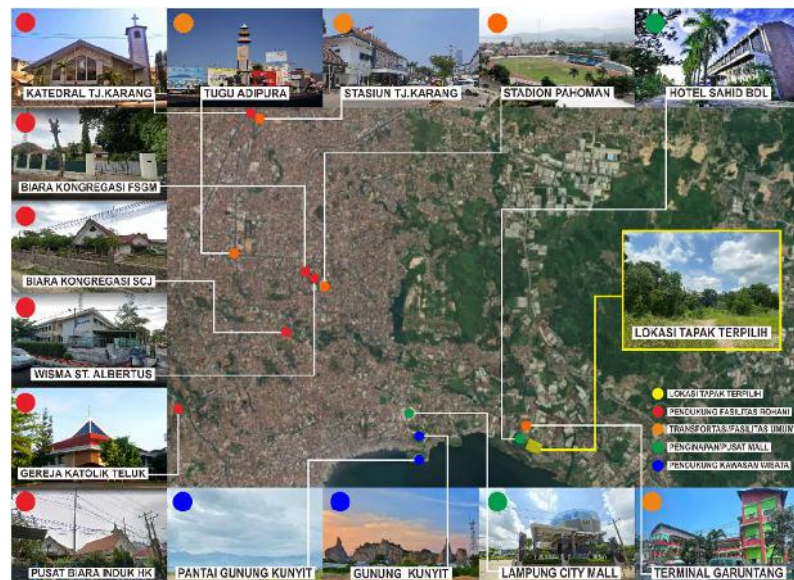 KATEDRAL TJ.KARANG
TUGU ADIPURA
STASIUN TJ.KARANG
STADION PAHOMAN
HOTEL SAHID BDL
BIARA KONGREGASI FSGM
BIARA KONGREGASI SCJ
LOKASI TAPAK TERPILIH
WISMA ST. ALBERTUS
LOKASI TAPAK TERPILIH
PENDUKUNG FASILITAS ROHANI
TRANSPORTASI/FASILITAS UMUM
PENGINAPAN/PUSAT MALL
PENDUKUNG KAWASAN WISATA
GEREJA KATOLIK TELUK
PUSAT BIARA INDUK HK
PANTAI GUNUNG KUNYIT
GUNUNG KUNYIT
LAMPUNG CITY MALL
TERMINAL GARUNTANG